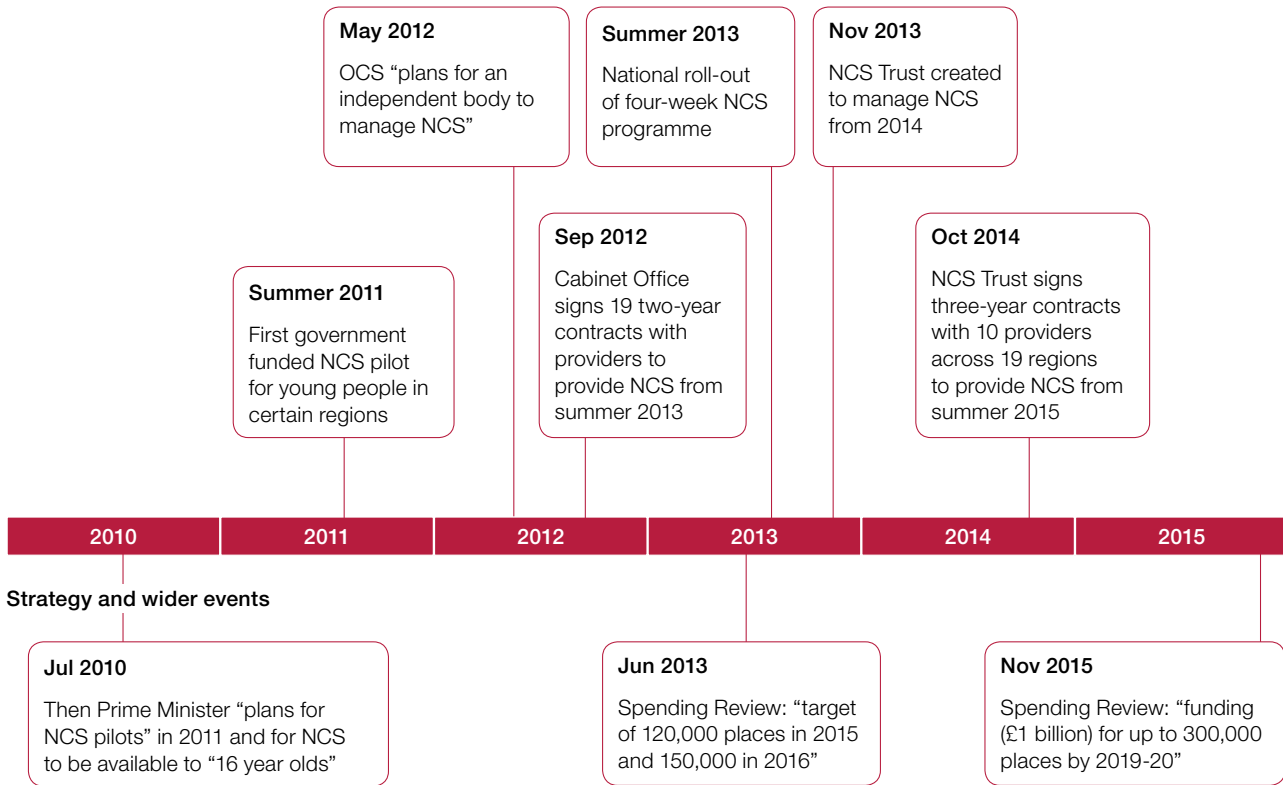 May 2012
OCS “plans for an
independent body to
manage NCS”
Summer 2013
National roll-out
of four-week NCS
programme
Nov 2013
NCS Trust created
to manage NCS
from 2014
Summer 2011
First government
funded NCS pilot
for young people in
certain regions
Sep 2012
Cabinet Office
signs 19 two-year
contracts with
providers to
provide NCS from
summer 2013
Oct 2014
NCS Trust signs
three-year contracts
with 10 providers
across 19 regions
to provide NCS from
summer 2015
2010
2011
2012
2013
2014
2015
Strategy and wider events
Jul 2010
Then Prime Minister “plans for
NCS pilots” in 2011 and for NCS
to be available to “16 year olds”
Jun 2013
Spending Review: “target
of 120,000 places in 2015
and 150,000 in 2016”
Nov 2015
Spending Review: “funding
(£1 billion) for up to 300,000
places by 2019-20”